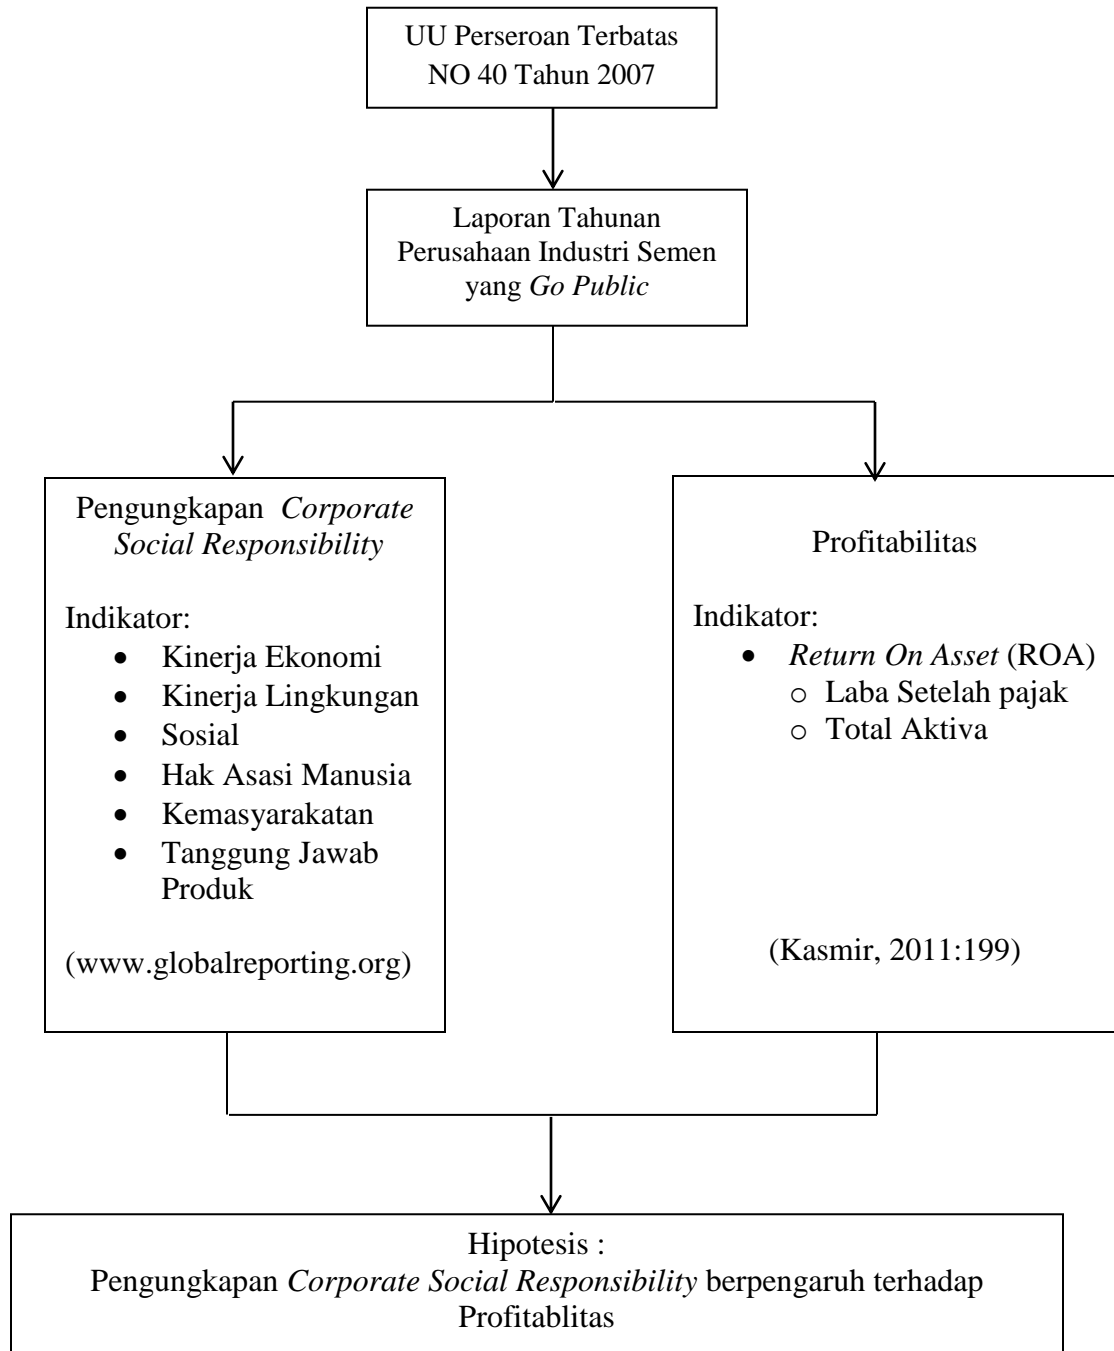 UU Perseroan Terbatas
NO 40 Tahun 2007
Laporan Tahunan
Perusahaan Industri Semen
yang Go Public
Pengungkapan Corporate
Social Responsibility
Indikator:
• Kinerja Ekonomi
• Kinerja Lingkungan
• Sosial
• Hak Asasi Manusia
• Kemasyarakatan
• Tanggung Jawab
Produk
(www.globalreporting.org)
Profitabilitas
Indikator:
• Return On Asset (ROA)
o Laba Setelah pajak
o Total Aktiva
(Kasmir, 2011:199)
Hipotesis :
Pengungkapan Corporate Social Responsibility berpengaruh terhadap
Profitablitas